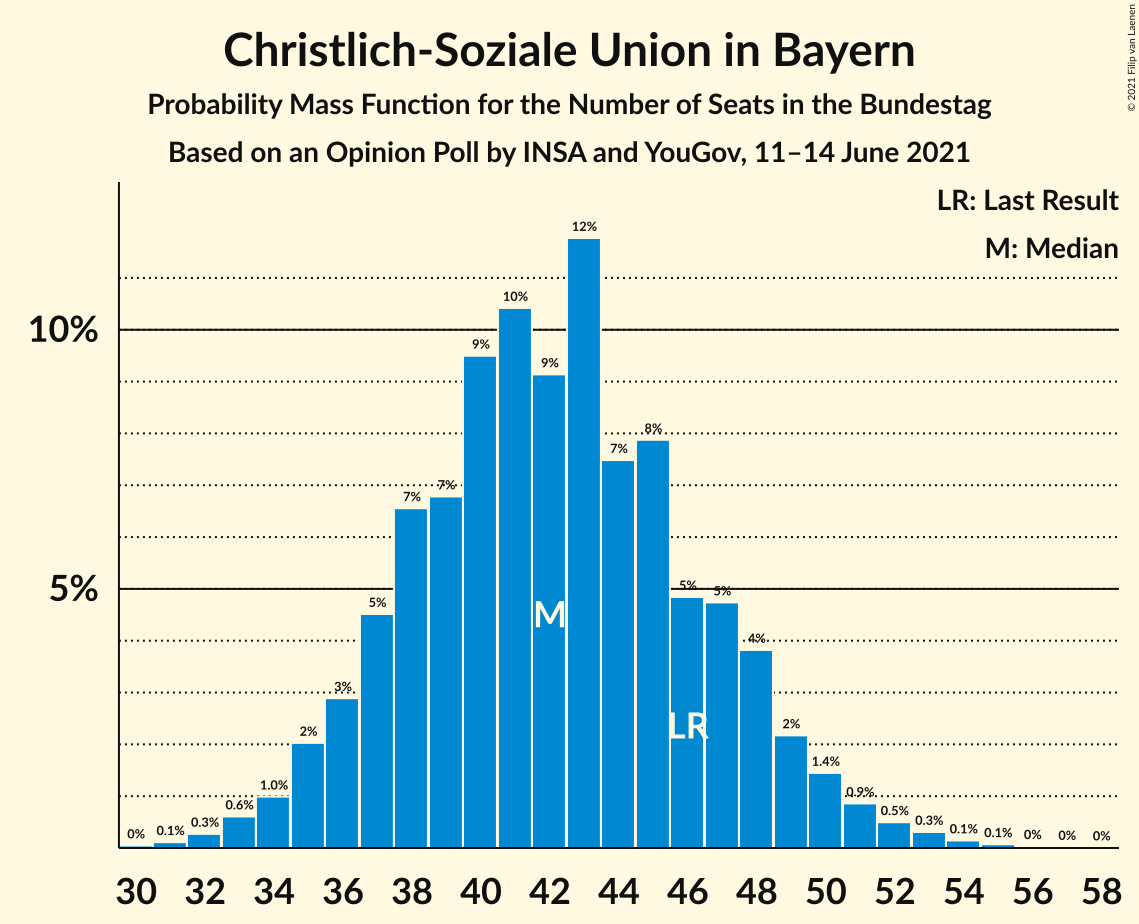 Christlich-Soziale Union in Bayern
Probability Mass Function for the Number of Seats in the Bundestag
Based on an Opinion Poll by INSA and YouGov, 11–14 June 2021
© 2021 Filip van Laenen
LR: Last Result
M: Median
12%
10%
10%
9%
9%
8%
7%
7%
7%
5%
5%
5%
5%
M
4%
3%
LR
2%
2%
1.4%
1.0%
0.9%
0.6%
0.5%
0.3%
0.3%
0% 0.1% 0.1% 0.1% 0% 0% 0%
30 32 34 36 38 40 42 44 46 48 50 52 54 56 58